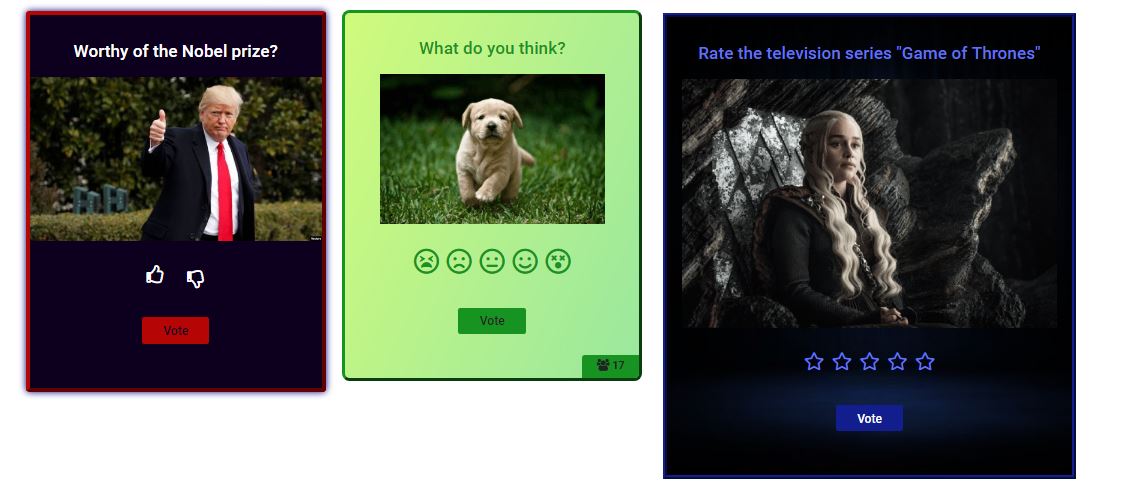 Worthy of the Nobel prize?
Vote
What do you think?
Vote
17
Rate the television series "Game of Thrones"
Vote